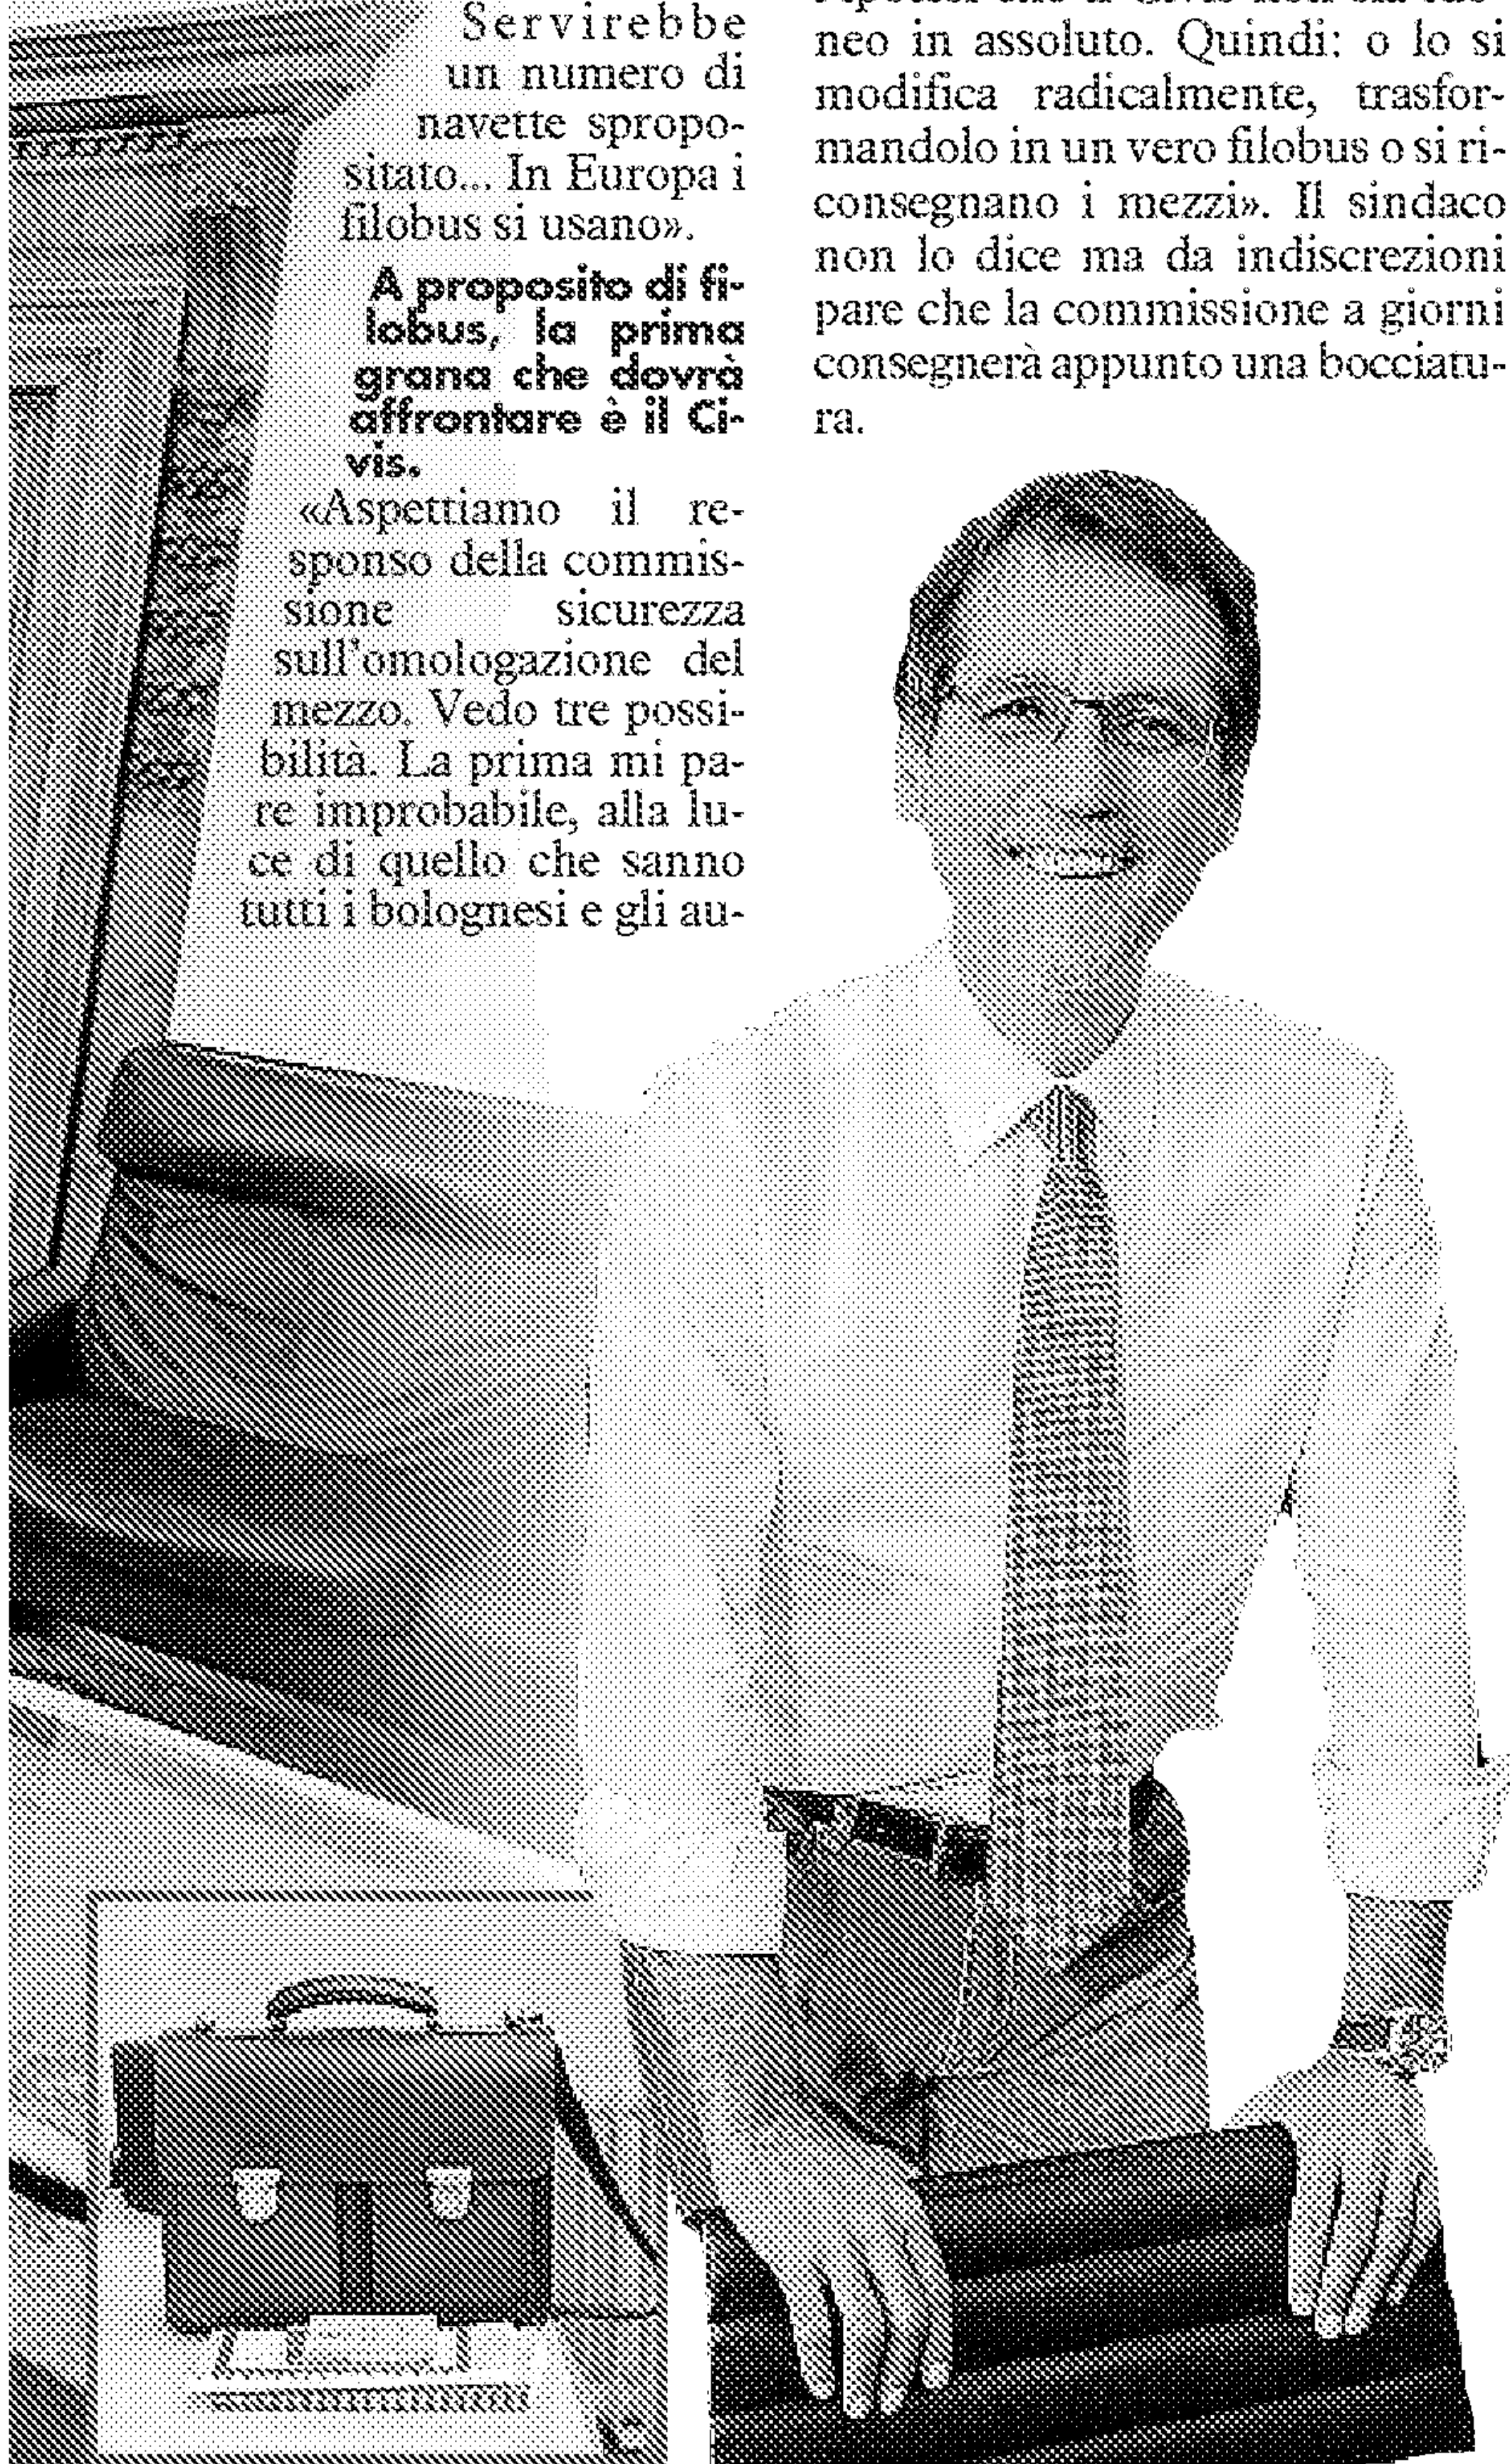 Servirebbe
un numero di
navette spropo-
sitato... In Europa i
filobus si usano».
A proposito di fi-
lobus, la prima
grana che dovrà
affrontare è il Ci-
vis.
«Aspettiamo il re-
sponso della commis-
sione sicurezza
sull'omologazione del
mezzo. Vedo tre possi-
bilità. La prima mi pa-
re improbabile, alla lu-
ce di quello che sanno
tutti i bolognesi e gli au-
neo in assoluto. Quindi: o lo si
modifica radicalmente, trasfor-
mandolo in un vero filobus o si ri-
consegnano i mezzi». Il sindaco
non lo dice ma da indiscrezioni
pare che la commissione a giorni
consegnerà appunto una bocciatu-
ra.